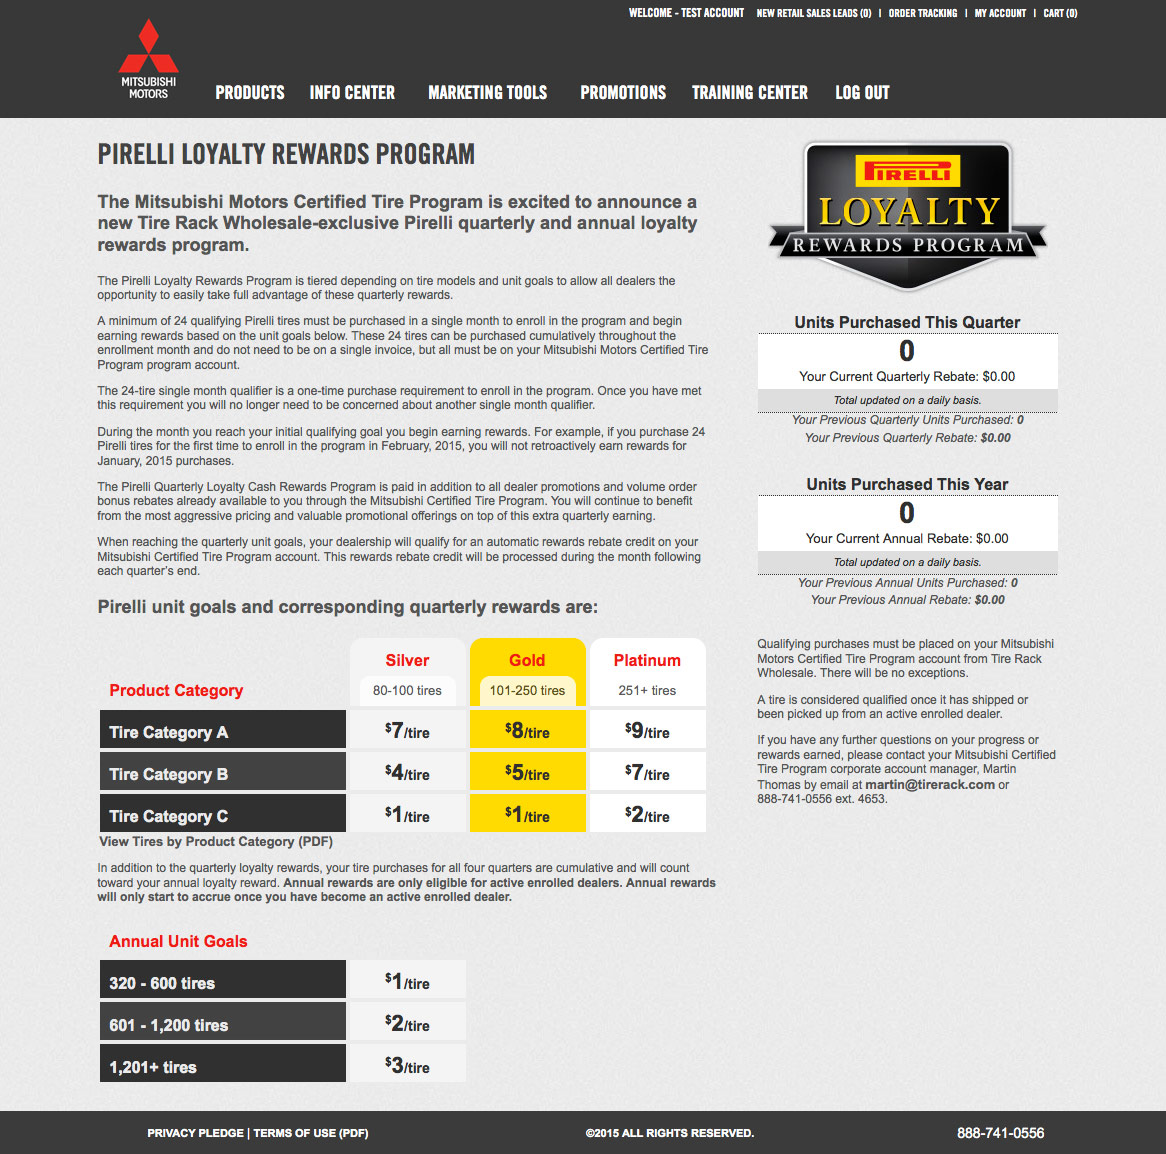 WELCOME - TEST ACCOUNT NEW RETAIL SALES LEADS (0) | ORDER TRACKING | MY ACCOUNT | CART (0)
MITSUBISHI
MOTORS
PRODUCTS INFO CENTER MARKETING TOOLS PROMOTIONS TRAINING CENTER LOG OUT
PIRELLI LOYALTY REWARDS PROGRAM
The Mitsubishi Motors Certified Tire Program is excited to announce a
new Tire Rack Wholesale-exclusive Pirelli quarterly and annual loyalty
rewards program.
The Pirelli Loyalty Rewards Program is tiered depending on tire models and unit goals to allow all dealers the
opportunity to easily take full advantage of these quarterly rewards.
A minimum of 24 qualifying Pirelli tires must be purchased in a single month to enroll in the program and begin
earning rewards based on the unit goals below. These 24 tires can be purchased cumulatively throughout the
enrollment month and do not need to be on a single invoice, but all must be on your Mitsubishi Motors Certified Tire
Program program account.
The 24-tire single month qualifier is a one-time purchase requirement to enroll in the program. Once you have met
this requirement you will no longer need to be concerned about another single month qualifier.
During the month you reach your initial qualifying goal you begin earning rewards. For example, if you purchase 24
Pirelli tires for the first time to enroll in the program in February, 2015, you will not retroactively earn rewards for
January, 2015 purchases.
The Pirelli Quarterly Loyalty Cash Rewards Program is paid in addition to all dealer promotions and volume order
bonus rebates already available to you through the Mitsubishi Certified Tire Program. You will continue to benefit
from the most aggressive pricing and valuable promotional offerings on top of this extra quarterly earning.
When reaching the quarterly unit goals, your dealership will qualify for an automatic rewards rebate credit on your
Mitsubishi Certified Tire Program account. This rewards rebate credit will be processed during the month following
each quarter's end.
Pirelli unit goals and corresponding quarterly rewards are:
Silver Gold Platinum
Product Category 80-100 tires 101-250 tires 251+ tires
Tire Category A $7/tire $8/tire $9/tire
Tire Category B $4/tire $5/tire $7/tire
Tire Category C $1/tire $1/tire $2/tire
View Tires by Product Category (PDF)
In addition to the quarterly loyalty rewards, your tire purchases for all four quarters are cumulative and will count
toward your annual loyalty reward. Annual rewards are only eligible for active enrolled dealers. Annual rewards
will only start to accrue once you have become an active enrolled dealer.
Annual Unit Goals
320 - 600 tires $1/tire
601 - 1,200 tires $2/tire
1,201+ tires $3/tire
PIRELLI
LOYALTY
REWARDS PROGRAM
Units Purchased This Quarter
0
Your Current Quarterly Rebate: $0.00
Total updated on a daily basis.
Your Previous Quarterly Units Purchased: 0
Your Previous Quarterly Rebate: $0.00
Units Purchased This Year
0
Your Current Annual Rebate: $0.00
Total updated on a daily basis.
Your Previous Annual Units Purchased: 0
Your Previous Annual Rebate: $0.00
Qualifying purchases must be placed on your Mitsubishi
Motors Certified Tire Program account from Tire Rack
Wholesale. There will be no exceptions.
A tire is considered qualified once it has shipped or
been picked up from an active enrolled dealer.
If you have any further questions on your progress or
rewards earned, please contact your Mitsubishi Certified
Tire Program corporate account manager, Martin
Thomas by email at martin@tirerack.com or
888-741-0556 ext. 4653.
PRIVACY PLEDGE | TERMS OF USE (PDF) ©2015 ALL RIGHTS RESERVED. 888-741-0556